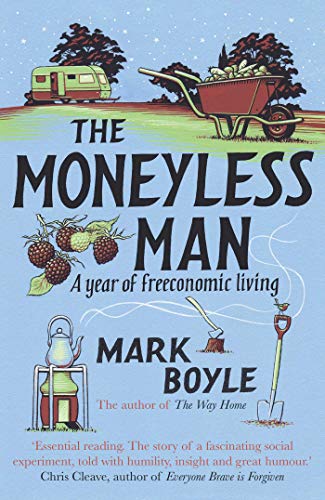 THE
MONEYLESS
MAN
A year of freeconomic living
MARK
BOYLE
The author of The Way Home
‘Essential reading. The story of a fascinating social
experiment, told with humility, insight and great humour.’
Chris Cleave, author of Everyone Brave is Forgiven